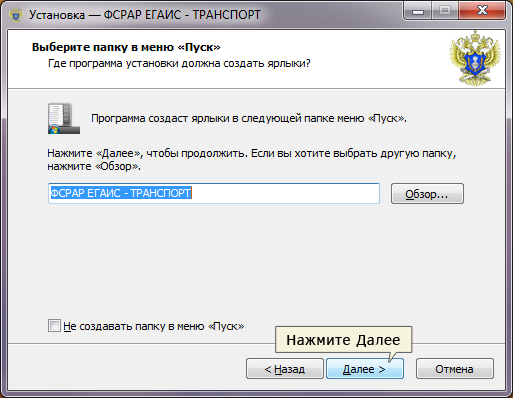 Установка — ФСРАР ЕГАИС - ТРАНСПОРТ
Выберите папку в меню «Пуск»
Где программа установки должна создать ярлыки?
Программа создаст ярлыки в следующей папке меню «Пуск».
Нажмите «Далее», чтобы продолжить. Если вы хотите выбрать другую папку,
нажмите «Обзор».
ФСРАР ЕГАИС - ТРАНСПОРТ
Обзор...
Не создавать папку в меню «Пуск»
Нажмите Далее
< Назад
Далее >
Отмена